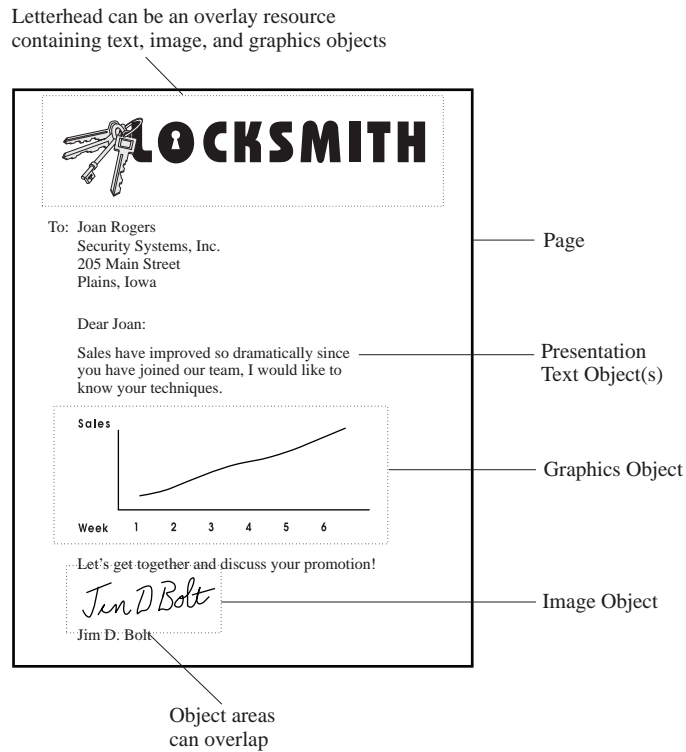 Letterhead can be an overlay resource
containing text, image, and graphics objects
LOCKSMITH
To: Joan Rogers
Security Systems, Inc.
205 Main Street
Plains, Iowa
Page
Dear Joan:
Sales have improved so dramatically since
you have joined our team, I would like to
know your techniques.
Presentation
Text Object(s)
Sales
Graphics Object
Week 1 2 3 4 5 6
Let's get together and discuss your promotion!
Jim D Bolt
Image Object
Jim D. Bolt
Object areas
can overlap